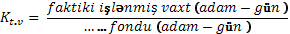 K_{t.v} = faktiki işlənmiş vaxt (adam - gün)
... ... fondu (adam - gün)